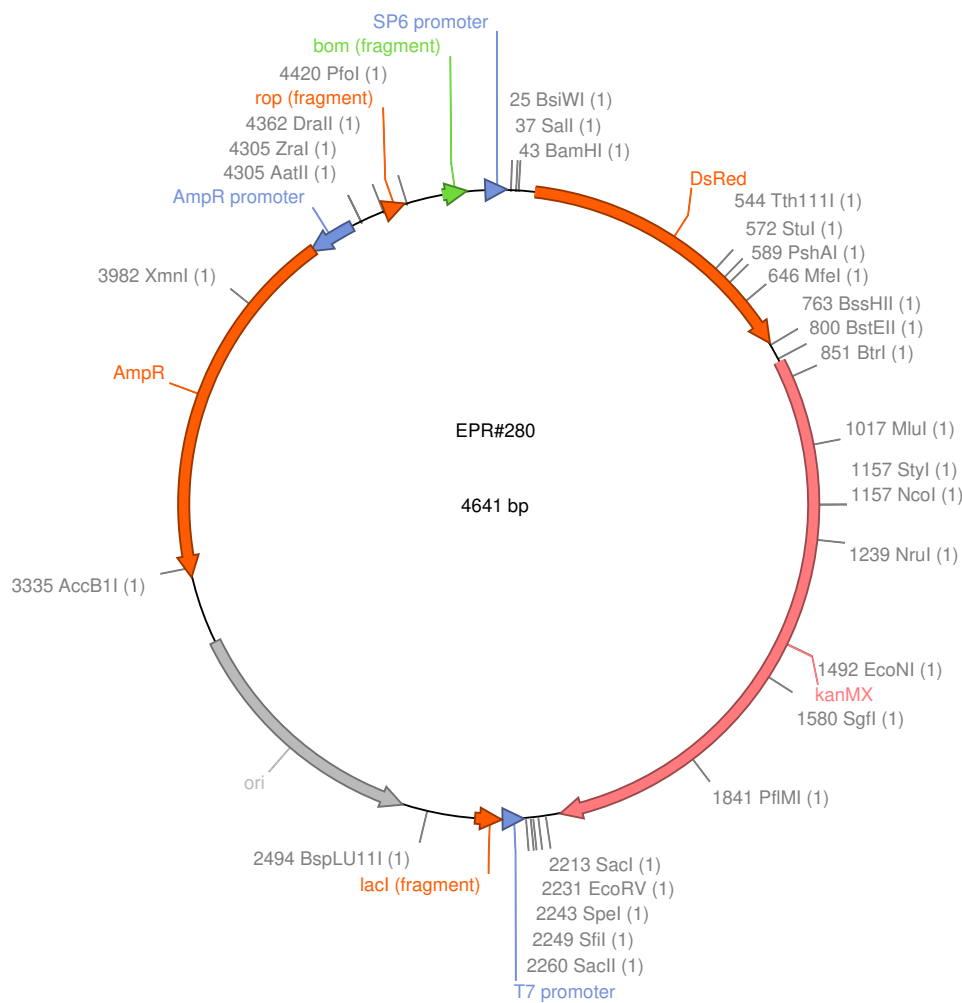 SP6 promoter
bom (fragment)
4420 PfoI (1)
rop (fragment)
4362 DraII (1)
4305 ZraI (1)
4305 AatII (1)
AmpR promoter
3982 XmnI (1)
AmpR
3335 AccB1I (1)
ori
2494 BspLU11I (1)
lacI (fragment)
25 BsiWI (1)
37 SalI (1)
43 BamHI (1)
DsRed
544 Tth111I (1)
572 StuI (1)
589 PshAI (1)
646 MfeI (1)
763 BssHII (1)
800 BstEII (1)
851 BtrI (1)
1017 MluI (1)
1157 StyI (1)
1157 NcoI (1)
1239 NruI (1)
1492 EcoNI (1)
kanMX
1580 SgfI (1)
1841 PflMI (1)
2213 SacI (1)
2231 EcoRV (1)
2243 SpeI (1)
2249 SfiI (1)
2260 SacII (1)
T7 promoter
EPR#280
4641 bp